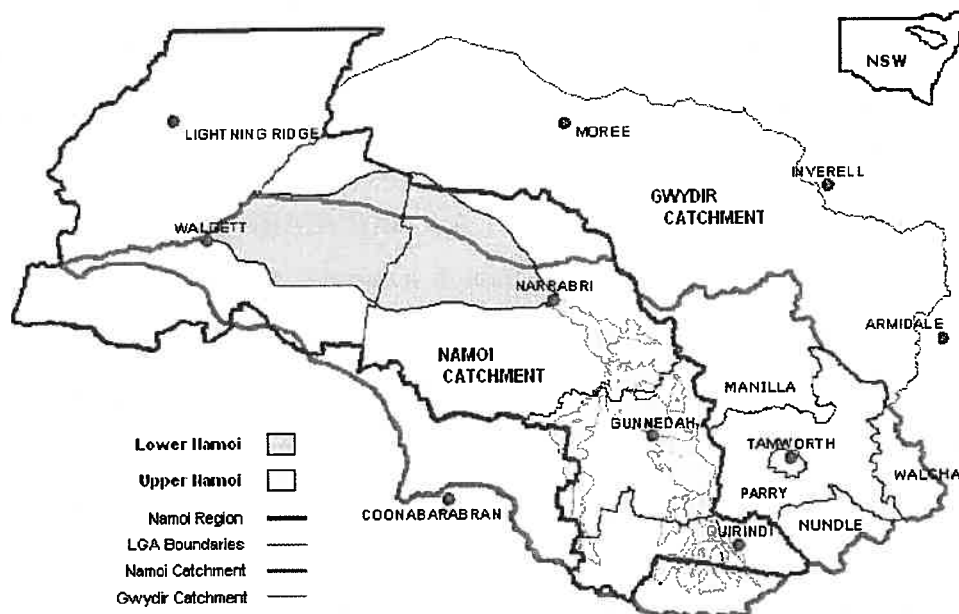 NSW
LIGHTNING RIDGE
MOREE
INVERELL
GWYDIR
CATCHMENT
WALGETT
NARRABRI
ARMIDALE
NAMOI
CATCHMENT
MANILLA
GUNNEDAH
TAMWORTH
WALCHA
PARRY
COONABARABRAN
QUIRINDI
NUNDLE
Lower Namoi
Upper Namoi
Namoi Region
LGA Boundaries
Namoi Catchment
Gwydir Catchment